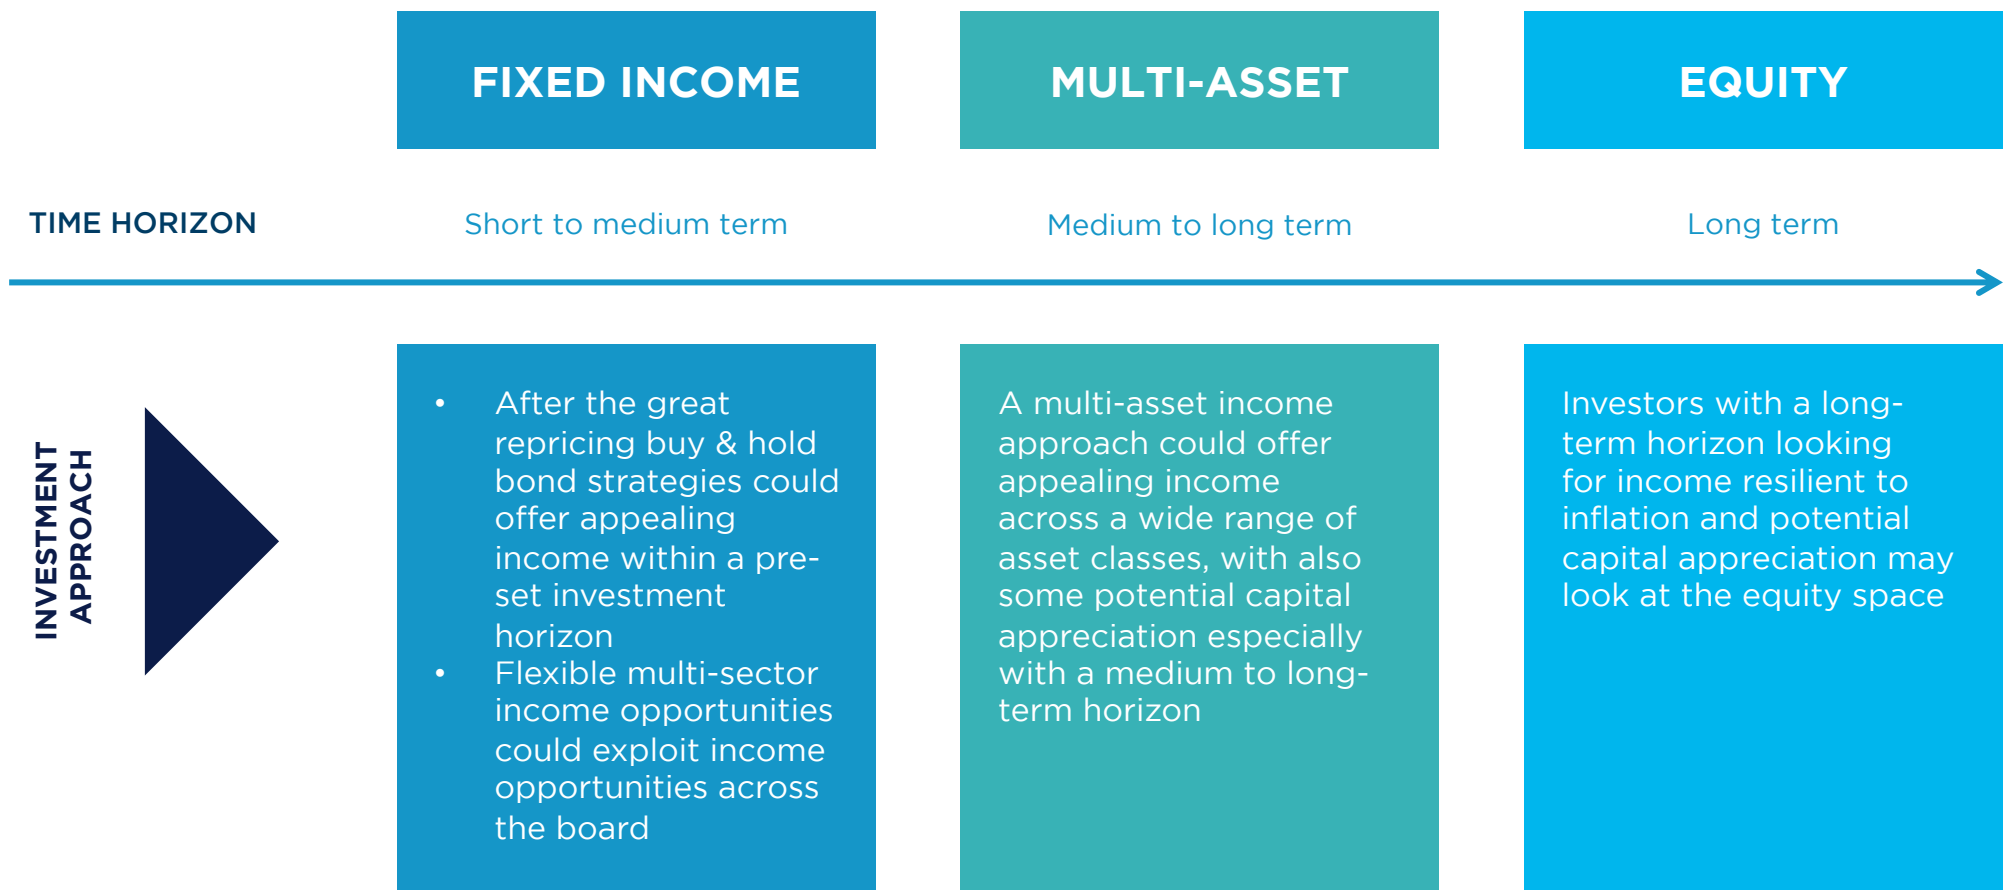 FIXED INCOME
MULTI-ASSET
EQUITY
TIME HORIZON
Short to medium term
Medium to long term
Long term
INVESTMENT
APPROACH
• After the great
repricing buy & hold
bond strategies could
offer appealing
income within a pre-
set investment
horizon
• Flexible multi-sector
income opportunities
could exploit income
opportunities across
the board
A multi-asset income
approach could offer
appealing income
across a wide range of
asset classes, with also
some potential capital
appreciation especially
with a medium to long-
term horizon
Investors with a long-
term horizon looking
for income resilient to
inflation and potential
capital appreciation may
look at the equity space